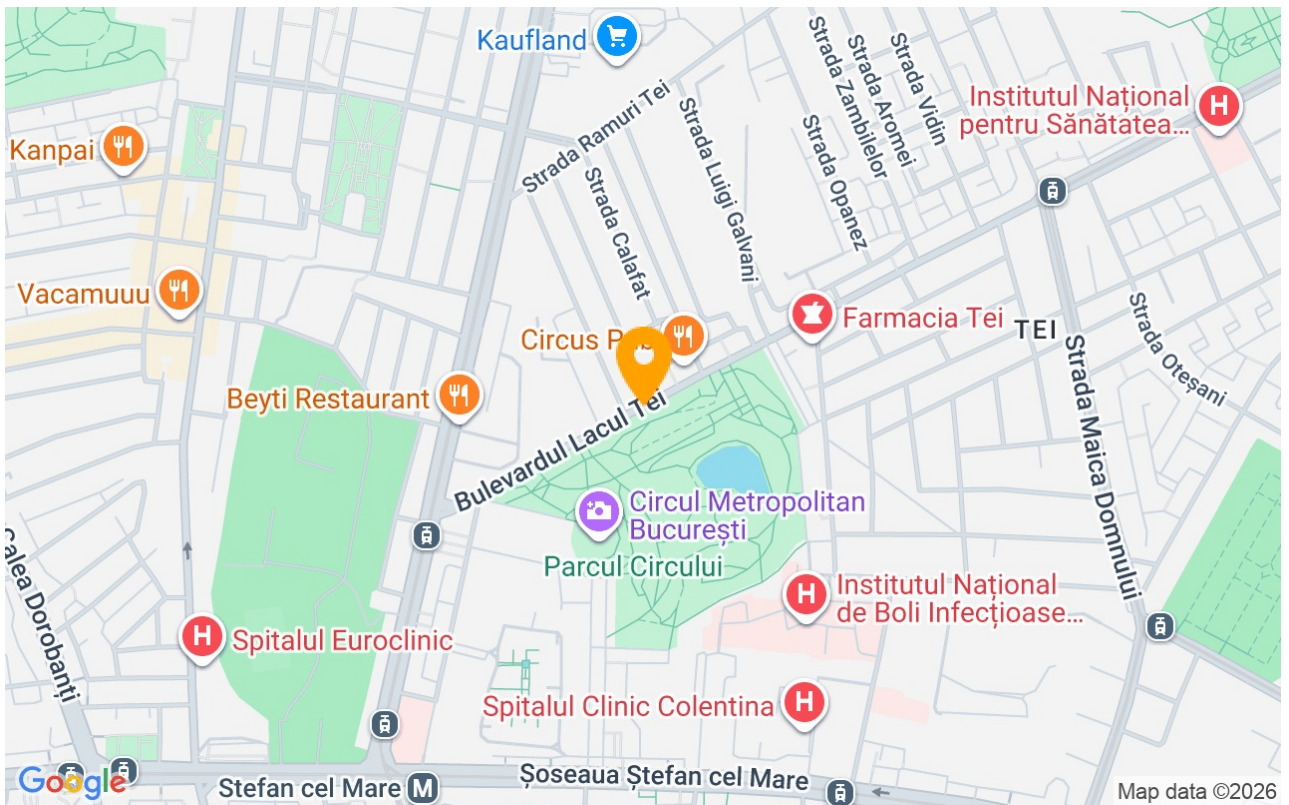 Kaufland
Strada Vidin
Strada Aromei
Strada Zambilelor
Institutul Național
pentru Sănătatea...
H
Strada Ramuri Tei
Strada Luigi Galvani
Strada Opanez
Kanpai
Strada Calafat
Vacamuuu
Farmacia Tei
TEI
Strada Oteșani
Circus
Beyti Restaurant
Strada Maica Domnului
Bulevardul Lacul Tei
Circul Metropolitan
București
Parcul Circului
Institutul Național
de Boli Infecțioase...
H
Calea Dorobanți
H
Spitalul Euroclinic
Spitalul Clinic Colentina
H
Șoseaua Ștefan cel Mare
Stefan cel Mare M
Google
Map data ©2026